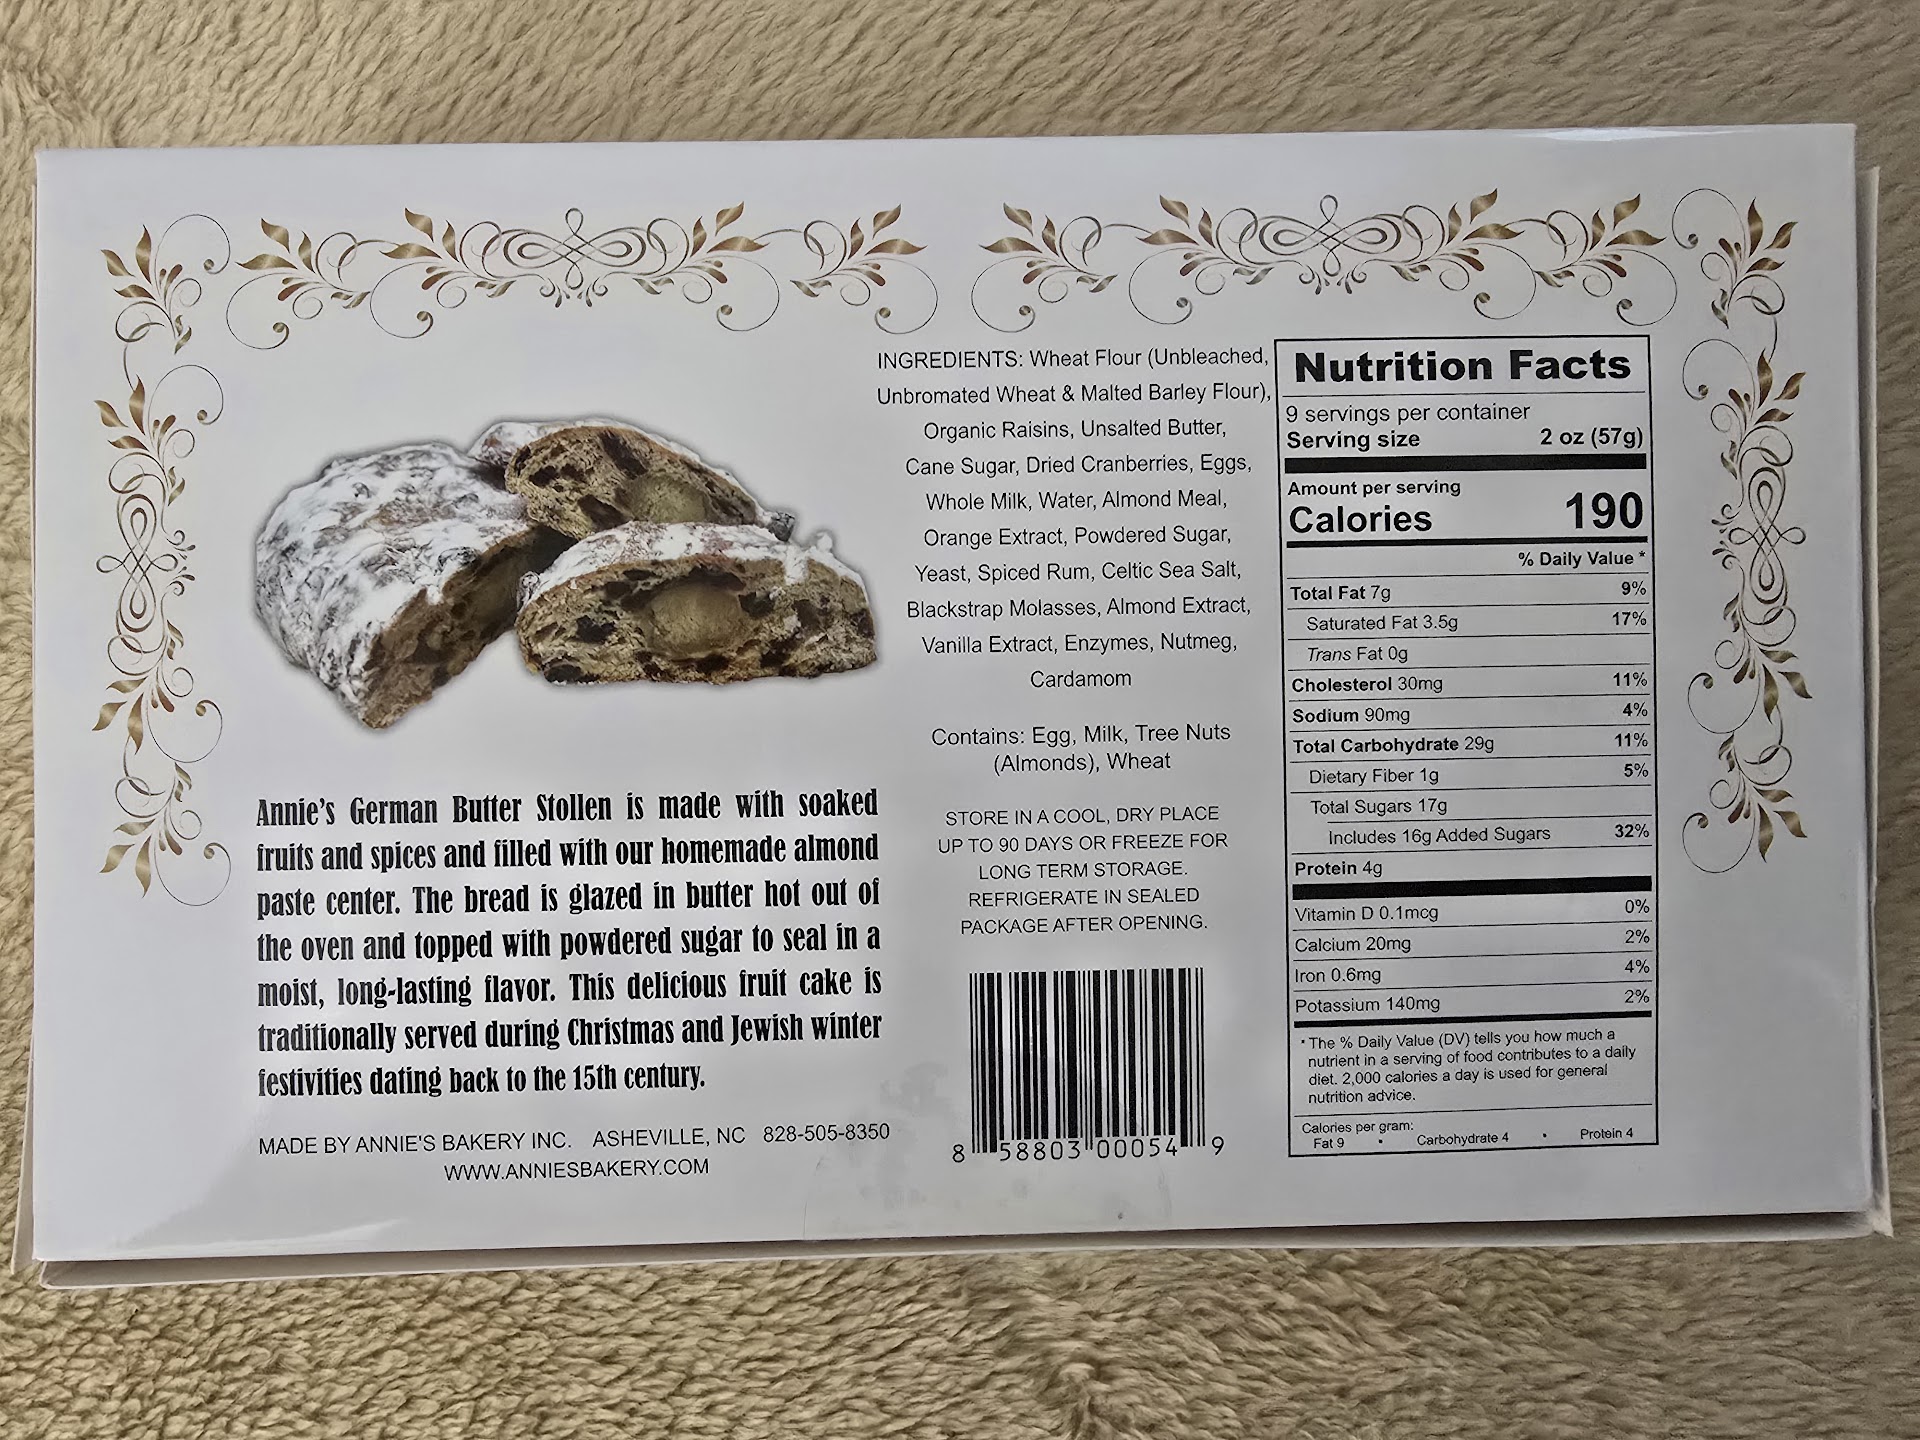 Annie's German Butter Stollen is made with soaked
fruits and spices and filled with our homemade almond
paste center. The bread is glazed in butter hot out of
the oven and topped with powdered sugar to seal in a
moist, long-lasting flavor. This delicious fruit cake is
traditionally served during Christmas and Jewish winter
festivities dating back to the 15th century.
MADE BY ANNIE'S BAKERY INC. ASHEVILLE, NC 828-505-8350
WWW.ANNIESBAKERY.COM
INGREDIENTS: Wheat Flour (Unbleached,
Unbromated Wheat & Malted Barley Flour),
Organic Raisins, Unsalted Butter,
Cane Sugar, Dried Cranberries, Eggs,
Whole Milk, Water, Almond Meal,
Orange Extract, Powdered Sugar,
Yeast, Spiced Rum, Celtic Sea Salt,
Blackstrap Molasses, Almond Extract,
Vanilla Extract, Enzymes, Nutmeg,
Cardamom
Contains: Egg, Milk, Tree Nuts
(Almonds), Wheat
STORE IN A COOL, DRY PLACE
UP TO 90 DAYS OR FREEZE FOR
LONG TERM STORAGE.
REFRIGERATE IN SEALED
PACKAGE AFTER OPENING.
8 58803 00054 9
Nutrition Facts
9 servings per container
Serving size 2 oz (57g)
Amount per serving
Calories 190
% Daily Value *
Total Fat 7g 9%
Saturated Fat 3.5g 17%
Trans Fat 0g
Cholesterol 30mg 11%
Sodium 90mg 4%
Total Carbohydrate 29g 11%
Dietary Fiber 1g 5%
Total Sugars 17g
Includes 16g Added Sugars 32%
Protein 4g
Vitamin D 0.1mcg 0%
Calcium 20mg 2%
Iron 0.6mg 4%
Potassium 140mg 2%
* The % Daily Value (DV) tells you how much a
nutrient in a serving of food contributes to a daily
diet. 2,000 calories a day is used for general
nutrition advice.
Calories per gram:
Fat 9 • Carbohydrate 4 • Protein 4